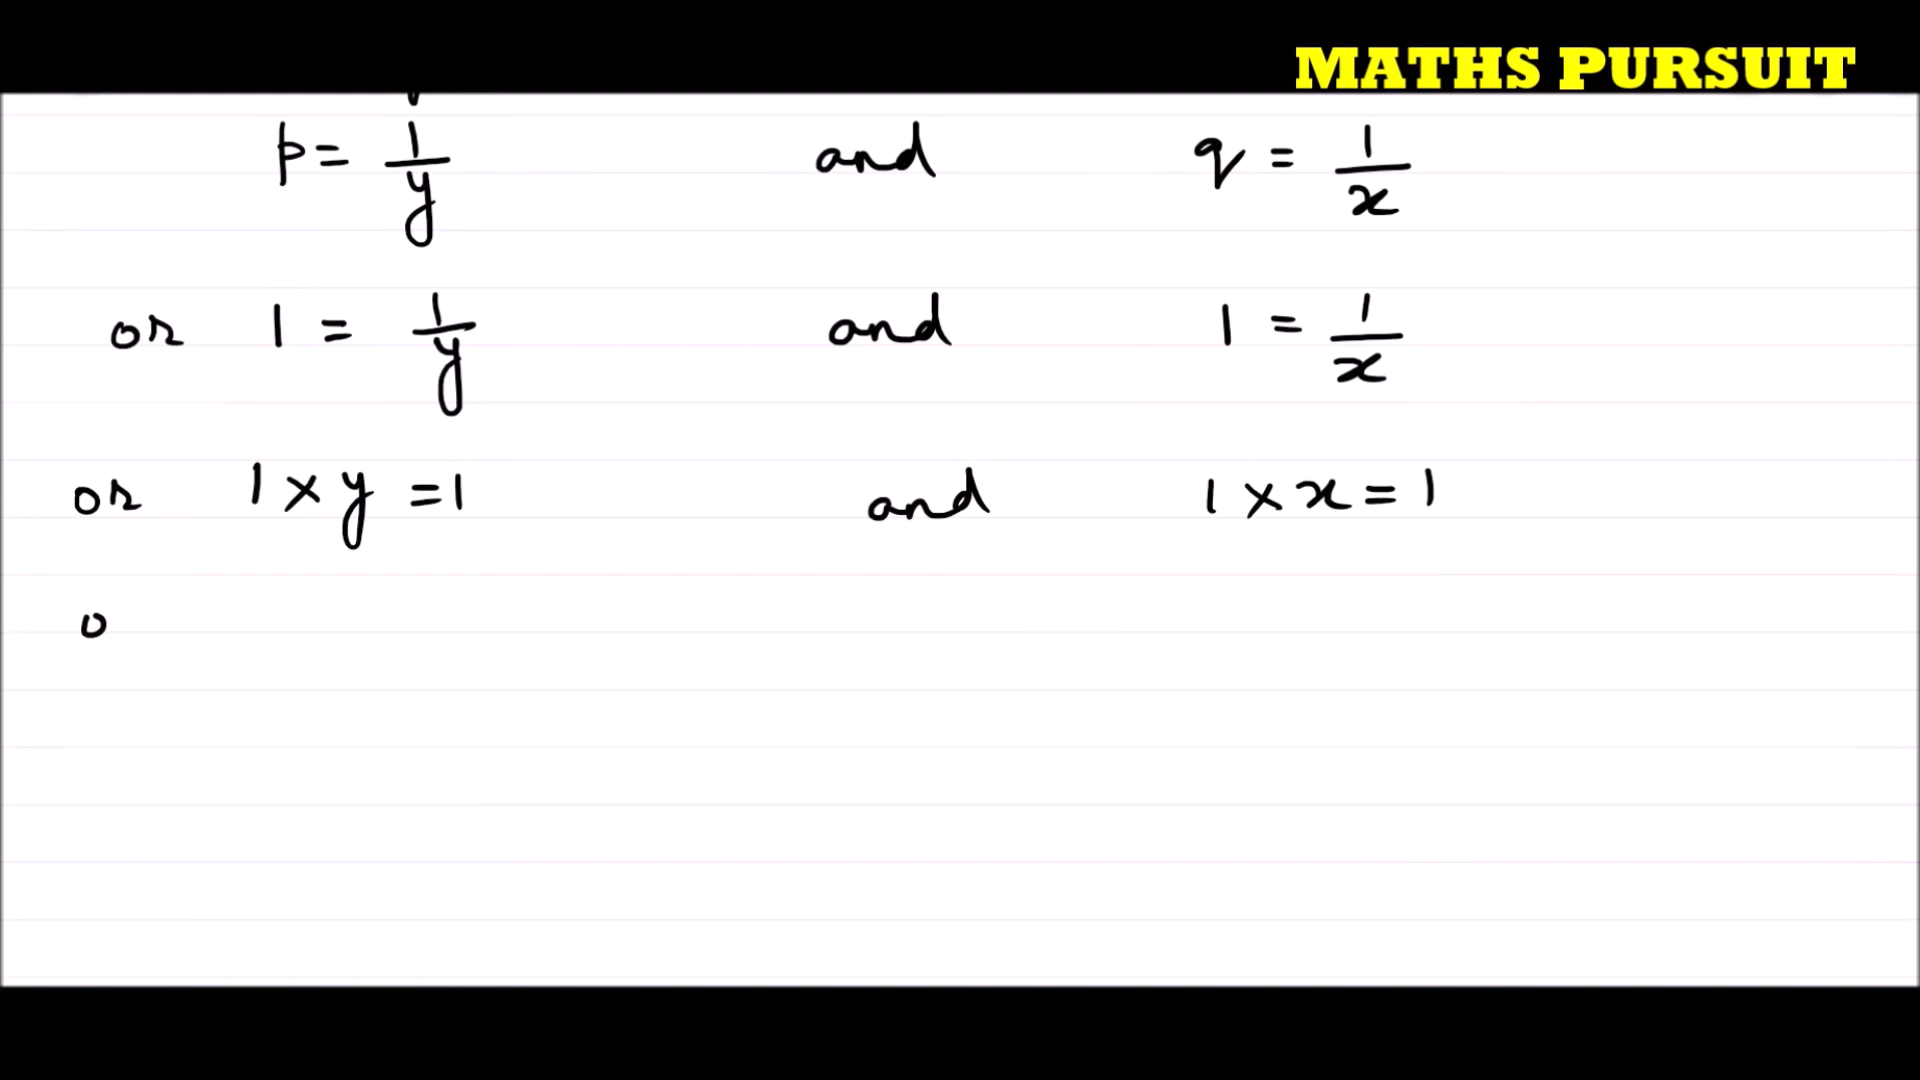 MATHS PURSUIT
p = 1/y and q = 1/x
or 1 = 1/y and 1 = 1/x
or 1 × y = 1 and 1 × x = 1
o